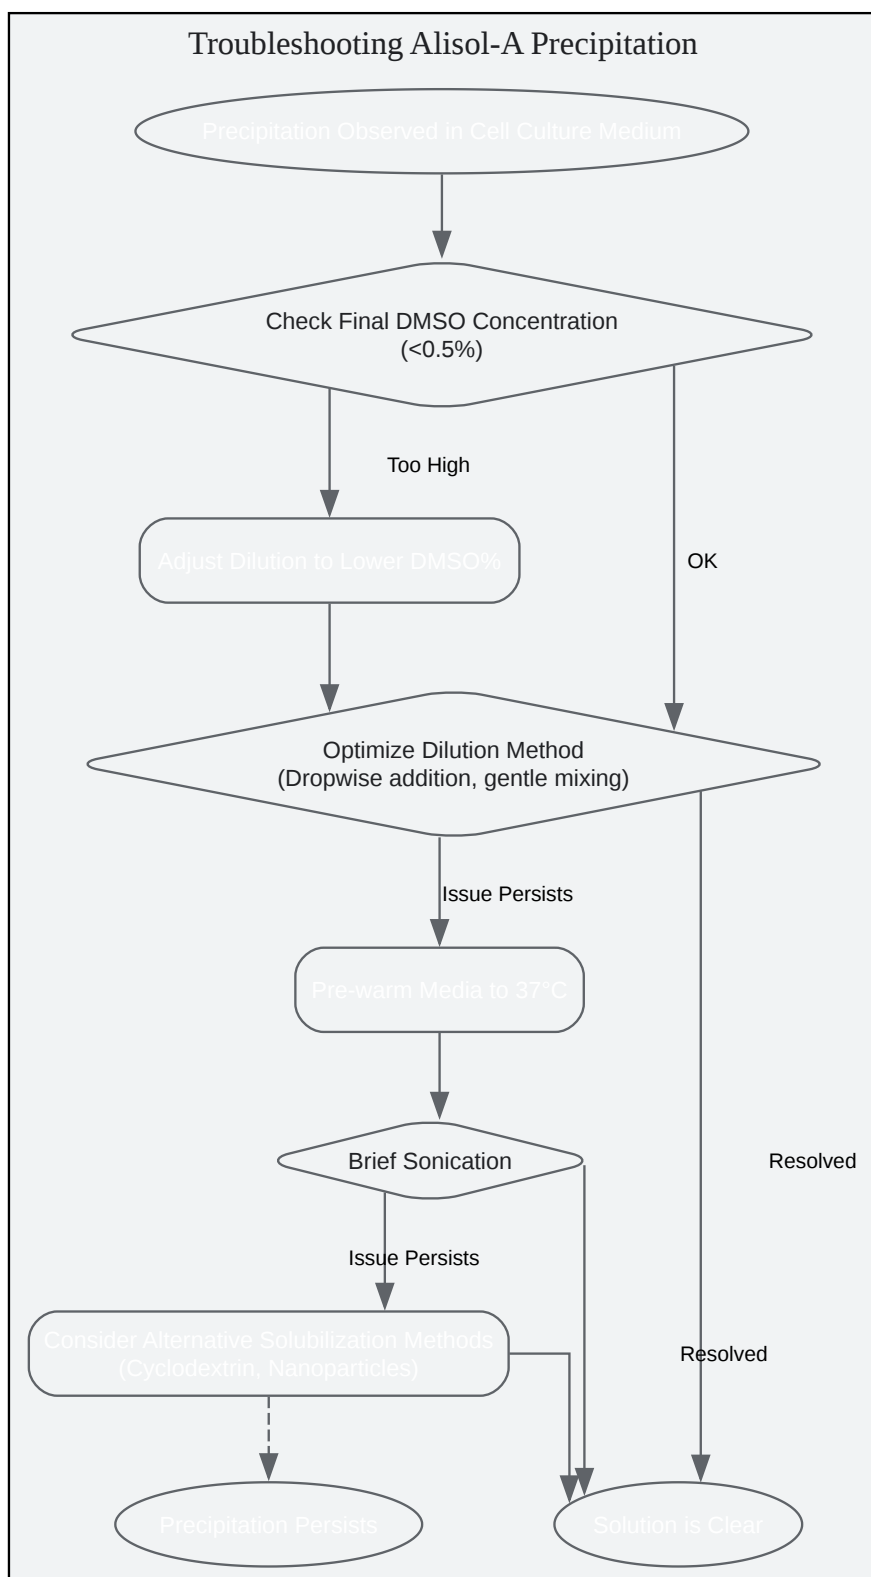 Troubleshooting Alisol-A Precipitation
Precipitation Observed in Cell Culture Medium
Check Final DMSO Concentration
(<0.5%)
Too High
Adjust Dilution to Lower DMSO%
OK
Optimize Dilution Method
(Dropwise addition, gentle mixing)
Issue Persists
Pre-warm Media to 37°C
Brief Sonication
Resolved
Issue Persists
Consider Alternative Solubilization Methods
(Cyclodextrin, Nanoparticles)
Resolved
Precipitation Persists
Solution is Clear